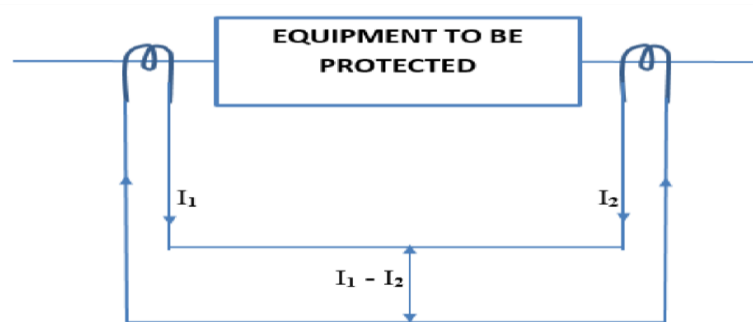 EQUIPMENT TO BE
PROTECTED
I₁
I₂
I₁ - I₂